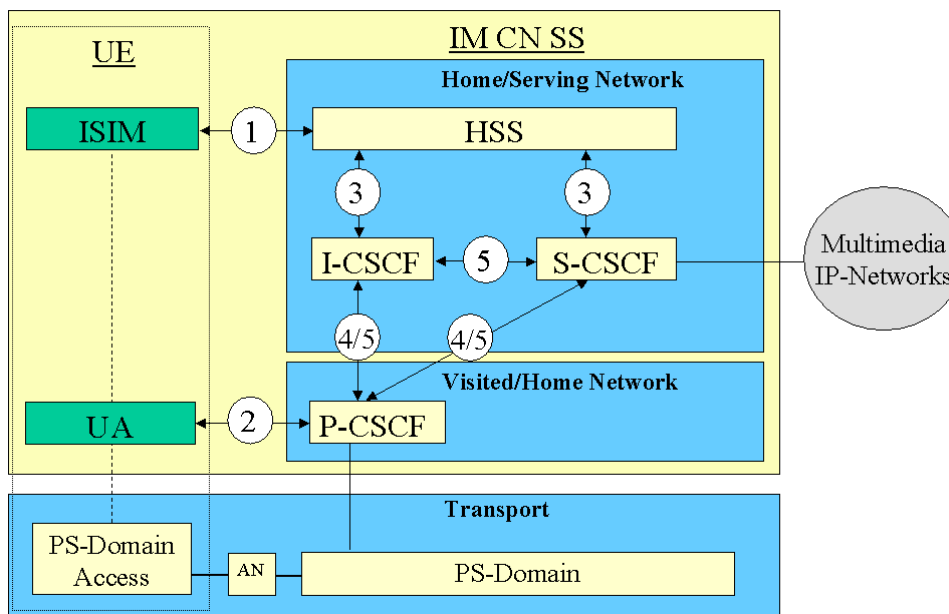 UE
IM CN SS
Home/Serving Network
ISIM
1
HSS
3
3
I-CSCF
5
S-CSCF
Multimedia
IP-Networks
4/5
4/5
Visited/Home Network
UA
2
P-CSCF
Transport
PS-Domain
Access
AN
PS-Domain